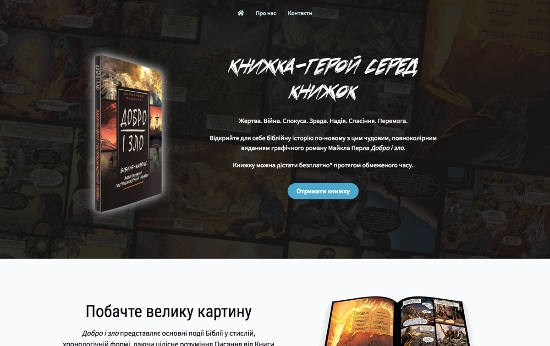 Про нас Контакти
КНИЖКА-ГЕРОЙ СЕРЕД
КНИЖОК
Жертва. Війна. Спокуса. Зрада. Надія. Спасіння. Перемога.
Відкрийте для себе біблійну історію по-новому з цим чудовим, повноколірним
виданням графічного роману Майкла Перла Добро і зло.
Книжку можна дістати безплатно* протягом обмеженого часу.
Отримати книжку
ДОБРО
І ЗЛО
Побачте велику картину
Добро і зло представляє основні події Біблії у стислій,
хронологічній формі, даючи цілісне розуміння Писання від Книги